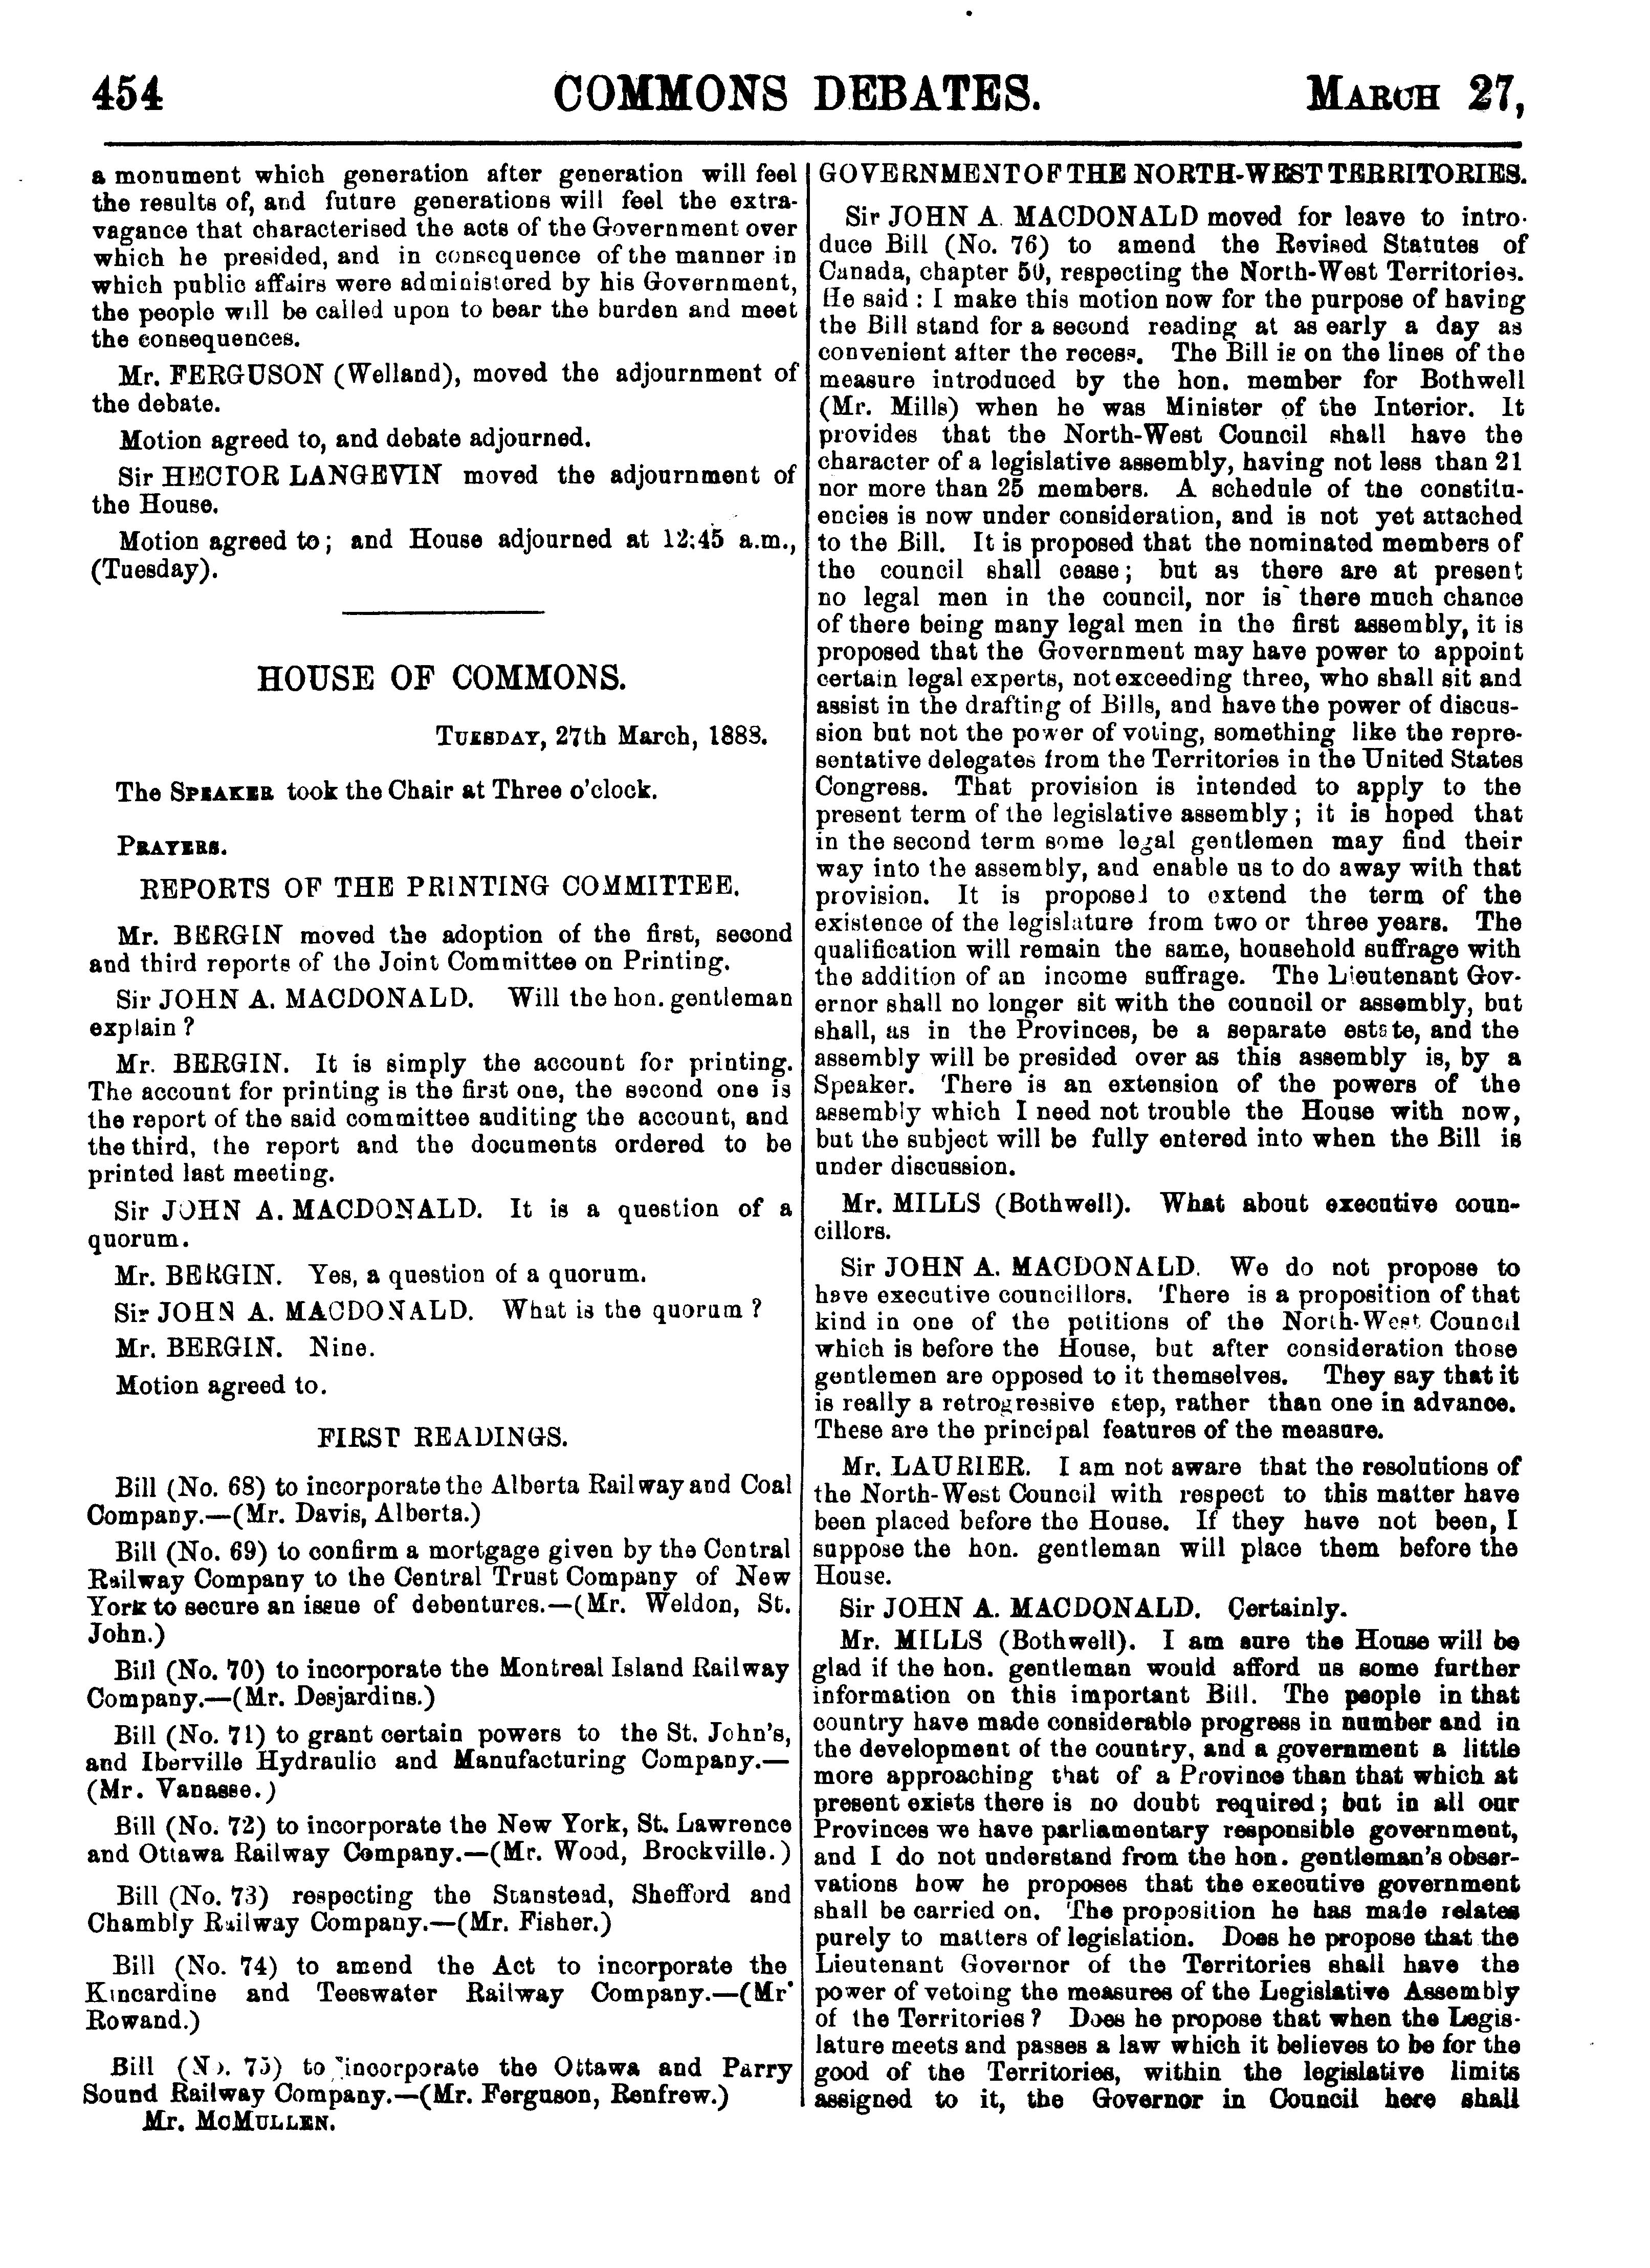 454 COMMONS DEBATES. MARCH 27,
a monument which generation after generation will feel
the results of, and future generations will feel the extra-
vagance that characterised the acts of the Government over
which he presided, and in consequence of the manner in
which public affairs were administered by his Government,
the people will be called upon to bear the burden and meet
the consequences.
Mr. FERGUSON (Welland), moved the adjournment of
the debate.
Motion agreed to, and debate adjourned.
Sir HECTOR LANGEVIN moved the adjournment of
the House.
Motion agreed to; and House adjourned at 12:45 a.m.,
(Tuesday).
HOUSE OF COMMONS.
TUESDAY, 27th March, 1888.
The SPEAKER took the Chair at Three o'clock.
PRAYERS.
REPORTS OF THE PRINTING COMMITTEE.
Mr. BERGIN moved the adoption of the first, second
and third reports of the Joint Committee on Printing.
Sir JOHN A. MACDONALD. Will the hon. gentleman
explain?
Mr. BERGIN. It is simply the account for printing.
The account for printing is the first one, the second one is
the report of the said committee auditing the account, and
the third, the report and the documents ordered to be
printed last meeting.
Sir JOHN A. MACDONALD. It is a question of a
quorum.
Mr. BERGIN. Yes, a question of a quorum.
Sir JOHN A. MACDONALD. What is the quorum?
Mr. BERGIN. Nine.
Motion agreed to.
FIRST READINGS.
Bill (No. 68) to incorporate the Alberta Railway and Coal
Company.—(Mr. Davis, Alberta.)
Bill (No. 69) to confirm a mortgage given by the Central
Railway Company to the Central Trust Company of New
York to secure an issue of debentures.—(Mr. Weldon, St.
John.)
Bill (No. 70) to incorporate the Montreal Island Railway
Company.—(Mr. Desjardins.)
Bill (No. 71) to grant certain powers to the St. John's,
and Iberville Hydraulic and Manufacturing Company.—
(Mr. Vanasse.)
Bill (No. 72) to incorporate the New York, St. Lawrence
and Ottawa Railway Company.—(Mr. Wood, Brockville.)
Bill (No. 73) respecting the Stanstead, Shefford and
Chambly Railway Company.—(Mr. Fisher.)
Bill (No. 74) to amend the Act to incorporate the
Kincardine and Teeswater Railway Company.—(Mr.
Rowand.)
Bill (No. 75) to incorporate the Ottawa and Parry
Sound Railway Company.—(Mr. Ferguson, Renfrew.)
Mr. MCMULLEN.
GOVERNMENT OF THE NORTH-WEST TERRITORIES.
Sir JOHN A. MACDONALD moved for leave to intro-
duce Bill (No. 76) to amend the Revised Statutes of
Canada, chapter 50, respecting the North-West Territories.
He said: I make this motion now for the purpose of having
the Bill stand for a second reading at as early a day as
convenient after the recess. The Bill is on the lines of the
measure introduced by the hon. member for Bothwell
(Mr. Mills) when he was Minister of the Interior. It
provides that the North-West Council shall have the
character of a legislative assembly, having not less than 21
nor more than 25 members. A schedule of the constitu-
encies is now under consideration, and is not yet attached
to the Bill. It is proposed that the nominated members of
the council shall cease; but as there are at present
no legal men in the council, nor is there much chance
of there being many legal men in the first assembly, it is
proposed that the Government may have power to appoint
certain legal experts, not exceeding three, who shall sit and
assist in the drafting of Bills, and have the power of discus-
sion but not the power of voting, something like the repre-
sentative delegates from the Territories in the United States
Congress. That provision is intended to apply to the
present term of the legislative assembly; it is hoped that
in the second term some legal gentlemen may find their
way into the assembly, and enable us to do away with that
provision. It is proposed to extend the term of the
existence of the legislature from two or three years. The
qualification will remain the same, household suffrage with
the addition of an income suffrage. The Lieutenant Gov-
ernor shall no longer sit with the council or assembly, but
shall, as in the Provinces, be a separate estate, and the
assembly will be presided over as this assembly is, by a
Speaker. There is an extension of the powers of the
assembly which I need not trouble the House with now,
but the subject will be fully entered into when the Bill is
under discussion.
Mr. MILLS (Bothwell). What about executive coun-
cillors.
Sir JOHN A. MACDONALD. We do not propose to
have executive councillors. There is a proposition of that
kind in one of the petitions of the North-West Council
which is before the House, but after consideration those
gentlemen are opposed to it themselves. They say that it
is really a retrogressive step, rather than one in advance.
These are the principal features of the measure.
Mr. LAURIER. I am not aware that the resolutions of
the North-West Council with respect to this matter have
been placed before the House. If they have not been, I
suppose the hon. gentleman will place them before the
House.
Sir JOHN A. MACDONALD. Certainly.
Mr. MILLS (Bothwell). I am sure the House will be
glad if the hon. gentleman would afford us some further
information on this important Bill. The people in that
country have made considerable progress in number and in
the development of the country, and a government a little
more approaching that of a Province than that which at
present exists there is no doubt required; but in all our
Provinces we have parliamentary responsible government,
and I do not understand from the hon. gentleman's obser-
vations how he proposes that the executive government
shall be carried on. The proposition he has made relates
purely to matters of legislation. Does he propose that the
Lieutenant Governor of the Territories shall have the
power of vetoing the measures of the Legislative Assembly
of the Territories? Does he propose that when the Legis-
lature meets and passes a law which it believes to be for the
good of the Territories, within the legislative limits
assigned to it, the Governor in Council here shall